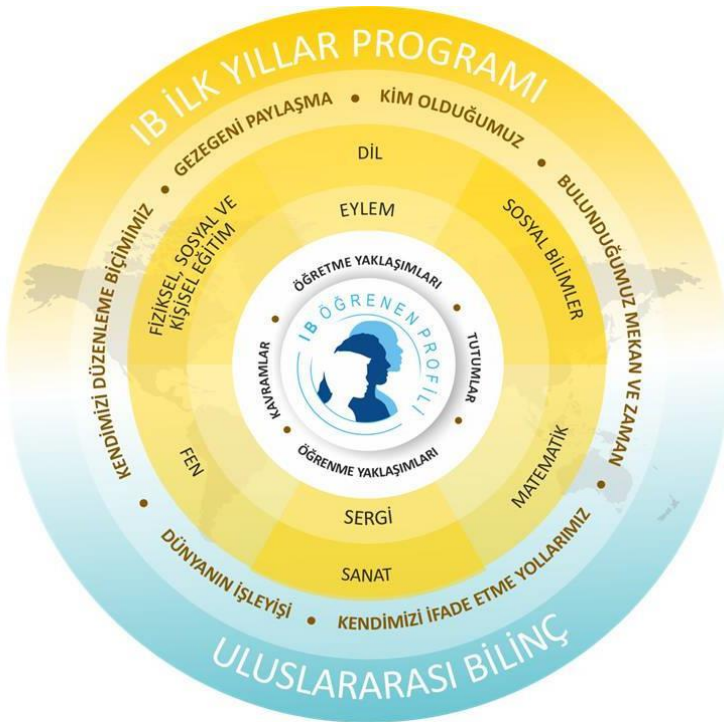 IB İLK YILLAR PROGRAMI
GEZEGENİ PAYLAŞMA • KİM OLDUĞUMUZ • BULUNDUĞUMUZ MEKAN VE ZAMAN • KENDİMİZİ İFADE ETME YOLLARIMIZ • DÜNYANIN İŞLEYİŞİ • KENDİMİZİ DÜZENLEME BİÇİMİMİZ •
DİL
SOSYAL BİLİMLER
MATEMATİK
SANAT
FEN
FİZİKSEL, SOSYAL VE
KİŞİSEL EĞİTİM
EYLEM
SERGİ
ÖĞRETME YAKLAŞIMLARI • TUTUMLAR • ÖĞRENME YAKLAŞIMLARI • KAVRAMLAR •
IB ÖĞRENEN PROFİLİ
ULUSLARARASI BİLİNÇ